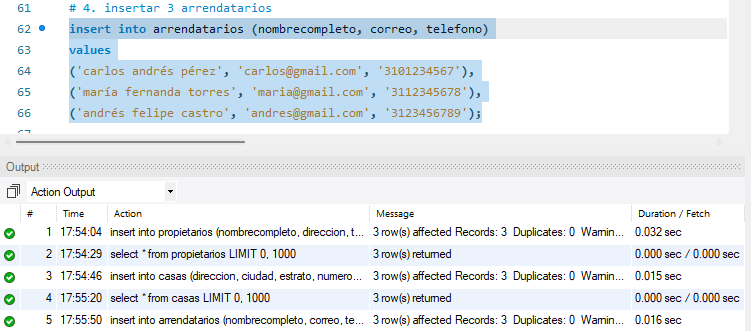 61 # 4. insertar 3 arrendatarios
62 insert into arrendatarios (nombrecompleto, correo, telefono)
63 values
64 ('carlos andrés pérez', 'carlos@gmail.com', '3101234567'),
65 ('maría fernanda torres', 'maria@gmail.com', '3112345678'),
66 ('andrés felipe castro', 'andres@gmail.com', '3123456789');
Output
Action Output
# Time Action Message Duration / Fetch
1 17:54:04 insert into propietarios (nombrecompleto, direccion, t... 3 row(s) affected Records: 3 Duplicates: 0 Warnin... 0.032 sec
2 17:54:29 select * from propietarios LIMIT 0, 1000 3 row(s) returned 0.000 sec / 0.000 sec
3 17:54:46 insert into casas (direccion, ciudad, estrato, numero... 3 row(s) affected Records: 3 Duplicates: 0 Warnin... 0.015 sec
4 17:55:20 select * from casas LIMIT 0, 1000 3 row(s) returned 0.000 sec / 0.000 sec
5 17:55:50 insert into arrendatarios (nombrecompleto, correo, te... 3 row(s) affected Records: 3 Duplicates: 0 Warnin... 0.016 sec